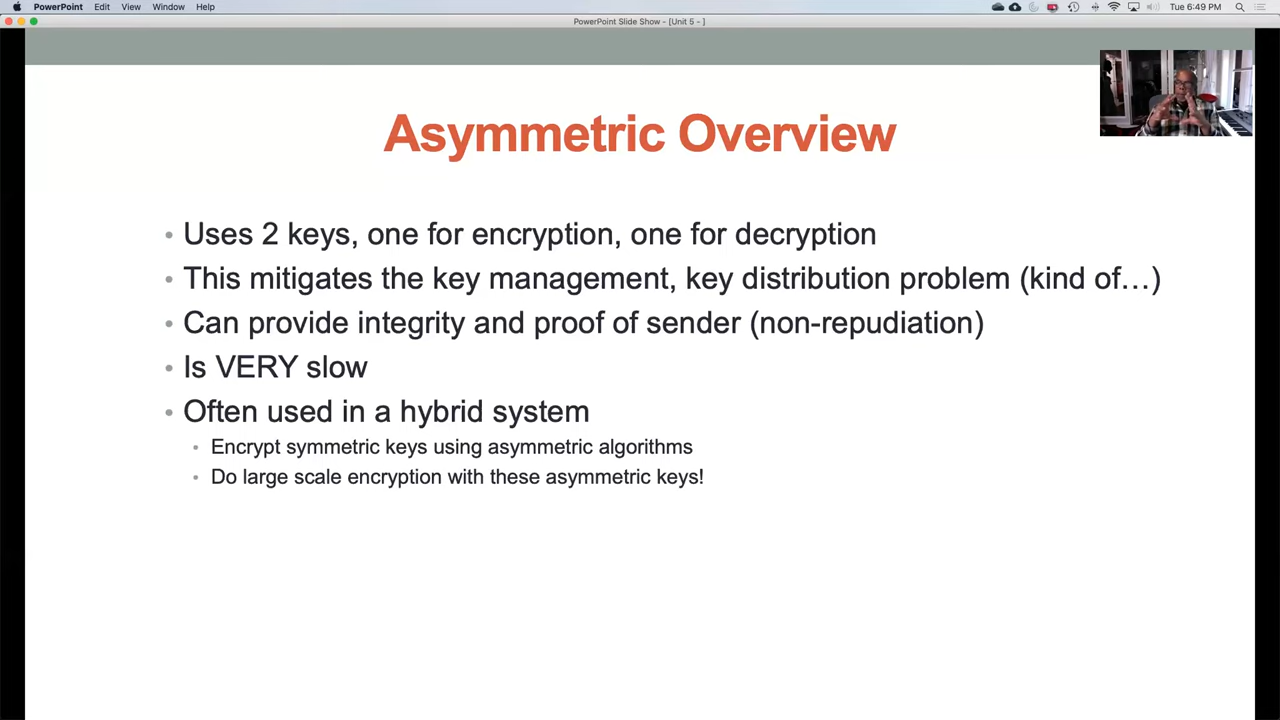 PowerPoint Edit View Window Help Tue 6:49 PM
PowerPoint Slide Show - [Unit 5 - ]
Asymmetric Overview
• Uses 2 keys, one for encryption, one for decryption
• This mitigates the key management, key distribution problem (kind of…)
• Can provide integrity and proof of sender (non-repudiation)
• Is VERY slow
• Often used in a hybrid system
• Encrypt symmetric keys using asymmetric algorithms
• Do large scale encryption with these asymmetric keys!